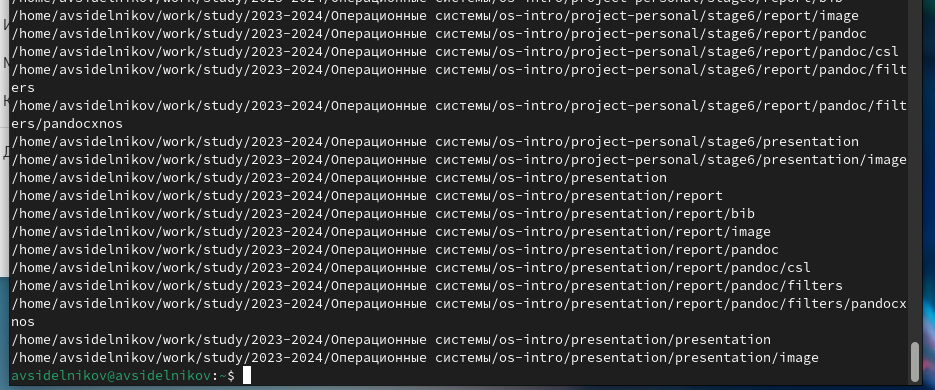 /home/avsidelnikov/work/study/2023-2024/Операционные системы/os-intro/project-personal/stage6/report/bib
/home/avsidelnikov/work/study/2023-2024/Операционные системы/os-intro/project-personal/stage6/report/image
/home/avsidelnikov/work/study/2023-2024/Операционные системы/os-intro/project-personal/stage6/report/pandoc
/home/avsidelnikov/work/study/2023-2024/Операционные системы/os-intro/project-personal/stage6/report/pandoc/csl
/home/avsidelnikov/work/study/2023-2024/Операционные системы/os-intro/project-personal/stage6/report/pandoc/filt
ers
/home/avsidelnikov/work/study/2023-2024/Операционные системы/os-intro/project-personal/stage6/report/pandoc/filt
ers/pandocxnos
/home/avsidelnikov/work/study/2023-2024/Операционные системы/os-intro/project-personal/stage6/presentation
/home/avsidelnikov/work/study/2023-2024/Операционные системы/os-intro/project-personal/stage6/presentation/image
/home/avsidelnikov/work/study/2023-2024/Операционные системы/os-intro/presentation
/home/avsidelnikov/work/study/2023-2024/Операционные системы/os-intro/presentation/report
/home/avsidelnikov/work/study/2023-2024/Операционные системы/os-intro/presentation/report/bib
/home/avsidelnikov/work/study/2023-2024/Операционные системы/os-intro/presentation/report/image
/home/avsidelnikov/work/study/2023-2024/Операционные системы/os-intro/presentation/report/pandoc
/home/avsidelnikov/work/study/2023-2024/Операционные системы/os-intro/presentation/report/pandoc/csl
/home/avsidelnikov/work/study/2023-2024/Операционные системы/os-intro/presentation/report/pandoc/filters
/home/avsidelnikov/work/study/2023-2024/Операционные системы/os-intro/presentation/report/pandoc/filters/pandocx
nos
/home/avsidelnikov/work/study/2023-2024/Операционные системы/os-intro/presentation/presentation
/home/avsidelnikov/work/study/2023-2024/Операционные системы/os-intro/presentation/presentation/image
avsidelnikov@avsidelnikov:~$